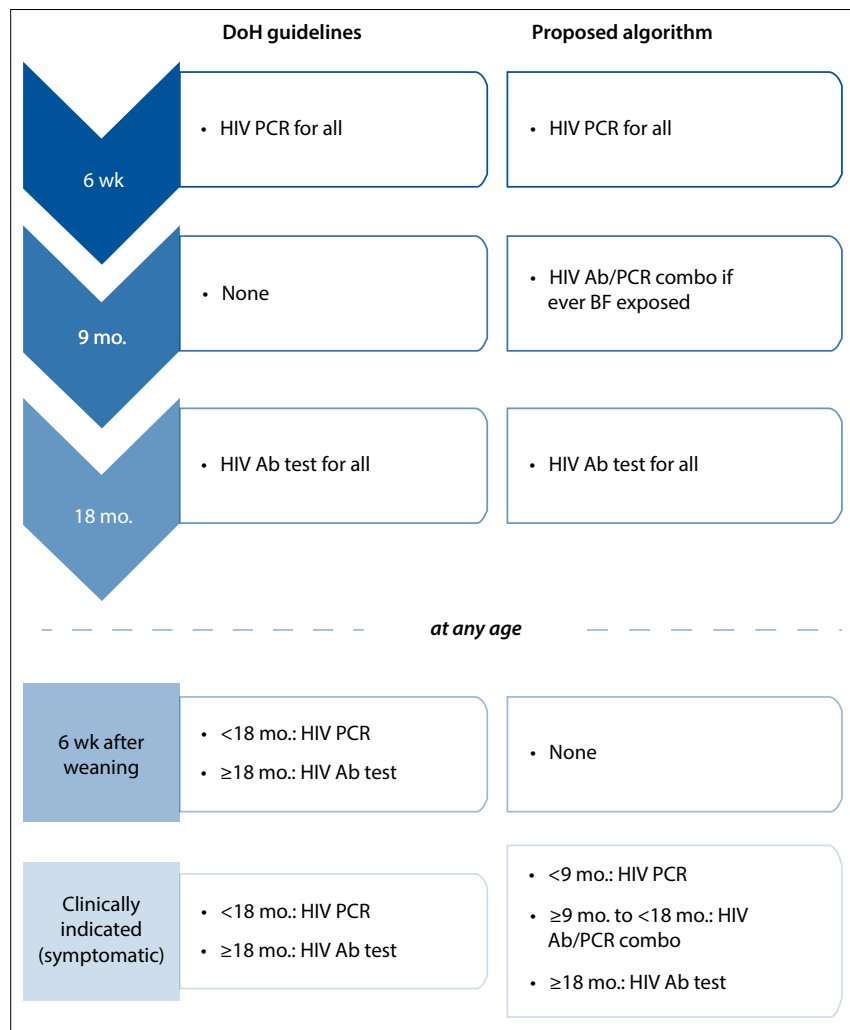 DoH guidelines
Proposed algorithm
6 wk
• HIV PCR for all
• HIV PCR for all
9 mo.
• None
• HIV Ab/PCR combo if
ever BF exposed
18 mo.
• HIV Ab test for all
• HIV Ab test for all
at any age
6 wk after
weaning
• <18 mo.: HIV PCR
• ≥18 mo.: HIV Ab test
• None
Clinically
indicated
(symptomatic)
• <18 mo.: HIV PCR
• ≥18 mo.: HIV Ab test
• <9 mo.: HIV PCR
• ≥9 mo. to <18 mo.: HIV
Ab/PCR combo
• ≥18 mo.: HIV Ab test